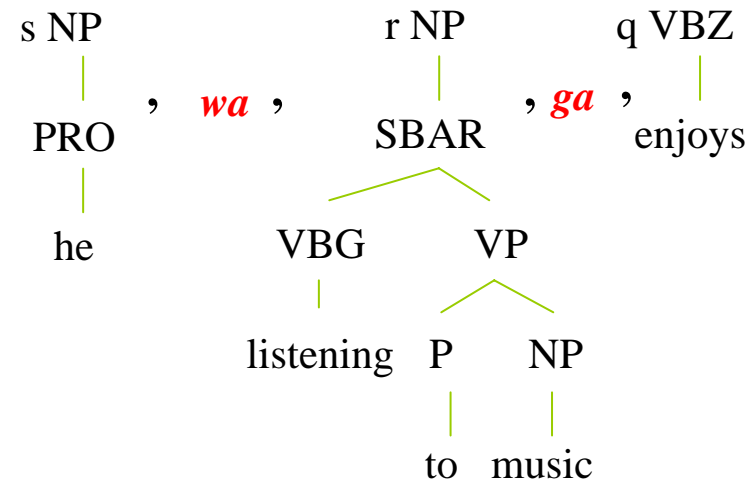 s NP r NP q VBZ
, wa , , ga ,
PRO SBAR enjoys
he VBG VP
listening P NP
to music